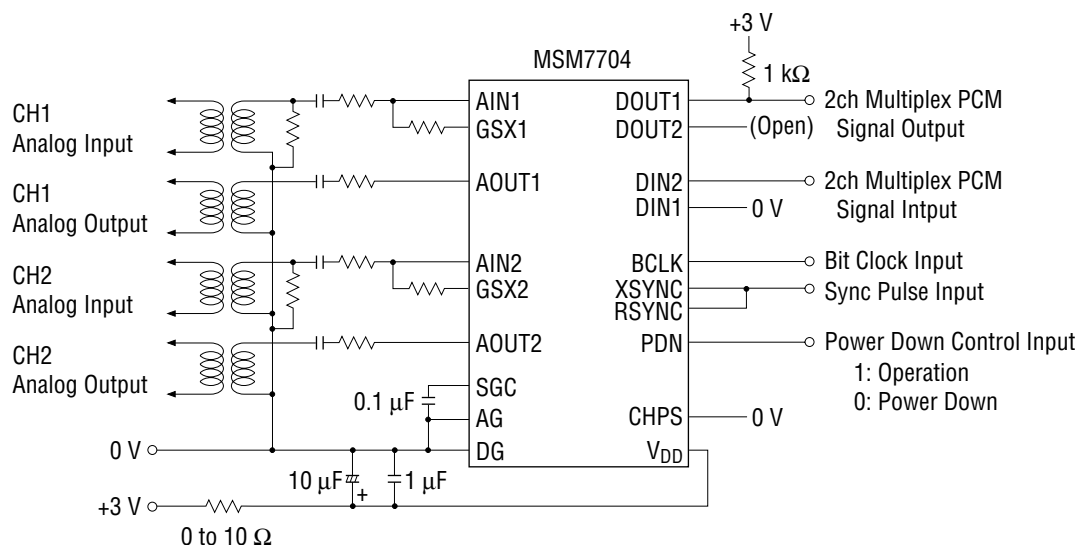 +3 V
MSM7704
1 kΩ
CH1
Analog Input
AIN1
GSX1
DOUT1
DOUT2
(Open)
2ch Multiplex PCM
Signal Output
CH1
Analog Output
AOUT1
DIN2
DIN1
0 V
2ch Multiplex PCM
Signal Intput
CH2
Analog Input
AIN2
GSX2
BCLK
XSYNC
RSYNC
Bit Clock Input
Sync Pulse Input
CH2
Analog Output
AOUT2
PDN
Power Down Control Input
1: Operation
0: Power Down
0.1 μF
SGC
AG
CHPS
0 V
0 V
DG
VDD
10 μF
+
1 μF
+3 V
0 to 10 Ω